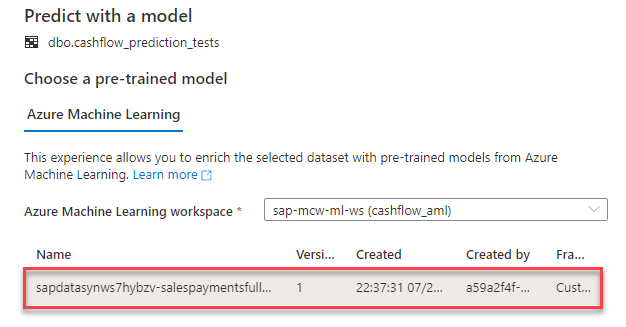 Predict with a model
dbo.cashflow_prediction_tests
Choose a pre-trained model
Azure Machine Learning
This experience allows you to enrich the selected dataset with pre-trained models from Azure
Machine Learning. Learn more
Azure Machine Learning workspace * sap-mcw-ml-ws (cashflow_aml)
Name Versi... Created Created by Fra...
sapdatasynws7hybzv-salespaymentsfull... 1 22:37:31 07/2... a59a2f4f-... Cust...